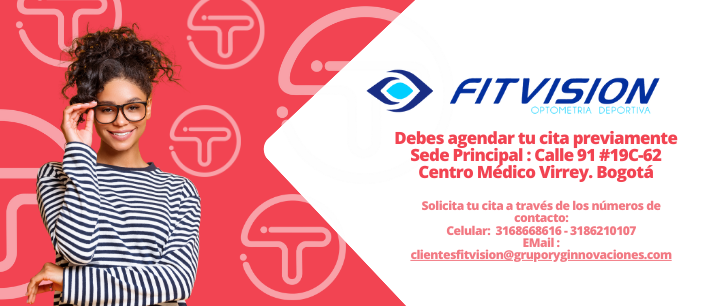 FITVISION
OPTOMETRIA DEPORTIVA
Debes agendar tu cita previamente
Sede Principal : Calle 91 #19C-62
Centro Médico Virrey. Bogotá
Solicita tu cita a través de los números de
contacto:
Celular: 3168668616 - 3186210107
EMail :
clientesfitvision@gruporyginnovaciones.com